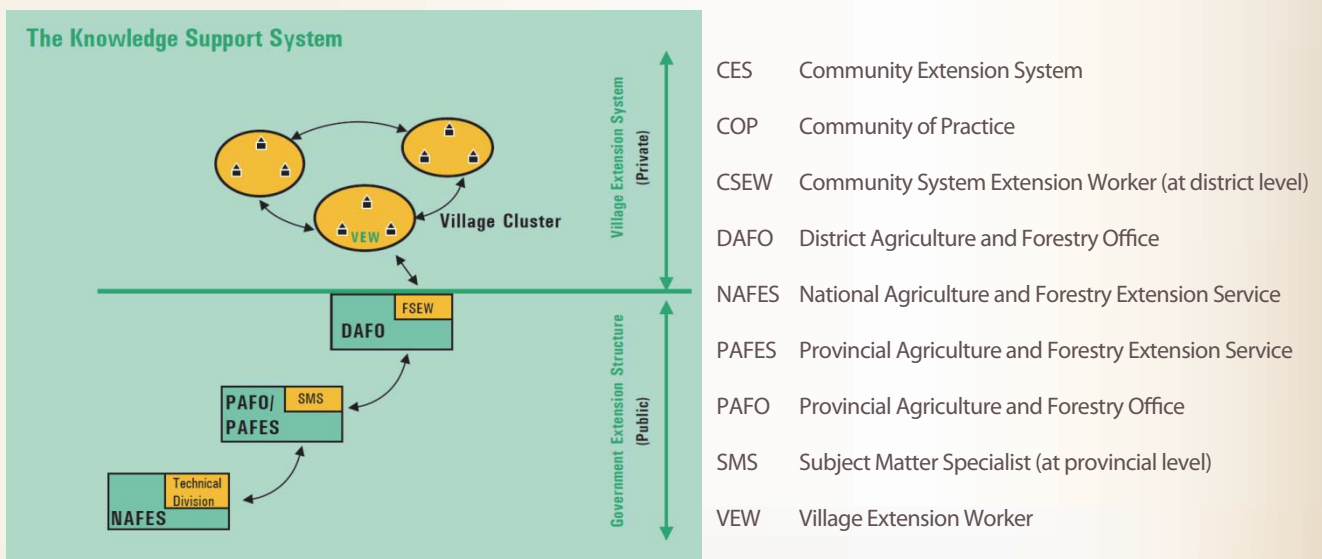 The Knowledge Support System
Village Extension System
(Private)
Village Cluster
VEW
FSEW
DAFO
PAFO/
PAFES
SMS
Technical
Division
NAFES
Government Extension Structure
(Public)
CES Community Extension System
COP Community of Practice
CSEW Community System Extension Worker (at district level)
DAFO District Agriculture and Forestry Office
NAFES National Agriculture and Forestry Extension Service
PAFES Provincial Agriculture and Forestry Extension Service
PAFO Provincial Agriculture and Forestry Office
SMS Subject Matter Specialist (at provincial level)
VEW Village Extension Worker